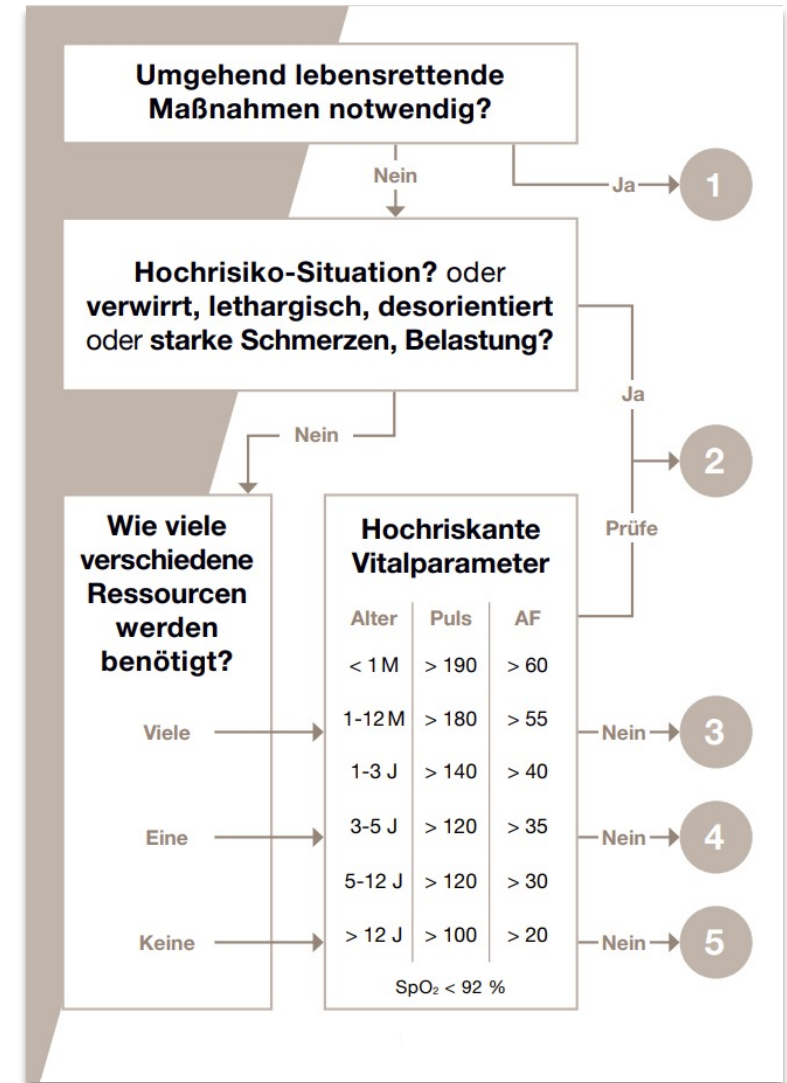 Umgehend lebensrettende
Maßnahmen notwendig?
Nein
Ja
1
Hochrisiko-Situation? oder
verwirrt, lethargisch, desorientiert
oder starke Schmerzen, Belastung?
Ja
Nein
2
Prüfe
Wie viele
verschiedene
Ressourcen
werden
benötigt?
Hochriskante
Vitalparameter
Alter Puls AF
< 1 M > 190 > 60
1-12 M > 180 > 55
1-3 J > 140 > 40
3-5 J > 120 > 35
5-12 J > 120 > 30
> 12 J > 100 > 20
SpO₂ < 92 %
Viele
Nein
3
Eine
Nein
4
Keine
Nein
5